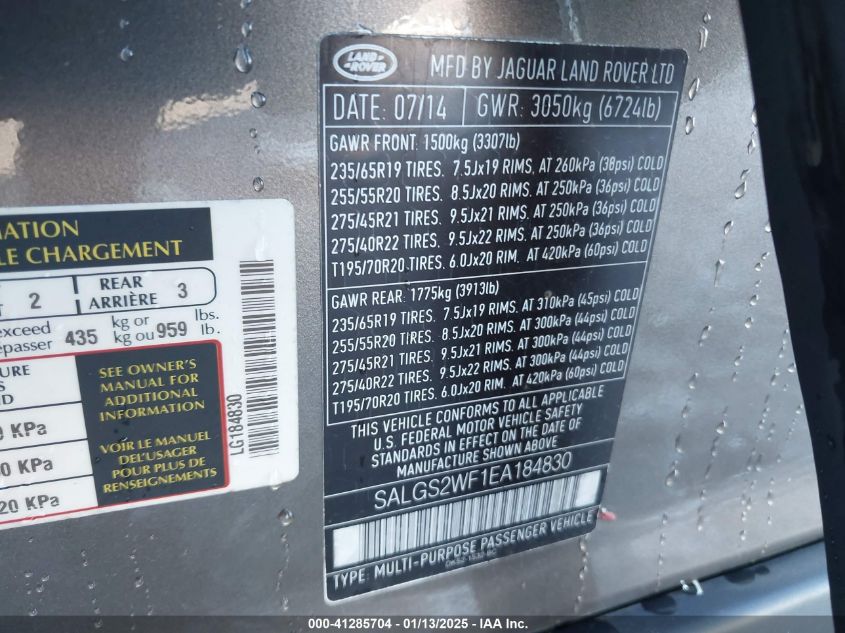 LAND ROVER
MFD BY JAGUAR LAND ROVER LTD
DATE: 07/14 GWR: 3050kg (6724lb)
GAWR FRONT: 1500kg (3307lb)
235/65R19 TIRES. 7.5Jx19 RIMS, AT 260kPa (38psi) COLD
255/55R20 TIRES. 8.5Jx20 RIMS. AT 250kPa (36psi) COLD
275/45R21 TIRES. 9.5Jx21 RIMS, AT 250kPa (36psi) COLD
275/40R22 TIRES. 9.5Jx22 RIMS. AT 250kPa (36psi) COLD
T195/70R20 TIRES. 6.0Jx20 RIM, AT 420kPa (60psi) COLD
GAWR REAR: 1775kg (3913lb)
235/65R19 TIRES. 7.5Jx19 RIMS. AT 310kPa (45psi) COLD
255/55R20 TIRES. 8.5Jx20 RIMS. AT 300kPa (44psi) COLD
275/45R21 TIRES. 9.5Jx21 RIMS, AT 300kPa (44psi) COLD
275/40R22 TIRES. 9.5Jx22 RIMS, AT 300kPa (44psi) COLD
T195/70R20 TIRES. 6.0Jx20 RIM. AT 420kPa (60psi) COLD
THIS VEHICLE CONFORMS TO ALL APPLICABLE
U.S. FEDERAL MOTOR VEHICLE SAFETY
STANDARDS IN EFFECT ON THE DATE OF
MANUFACTURE SHOWN ABOVE
SALGS2WF1EA184830
TYPE: MULTI-PURPOSE PASSENGER VEHICLE
MATION
LE CHARGEMENT
T 2 REAR ARRIÈRE 3
exceed
epasser 435 kg or kg ou 959 lbs. lb.
URE
S
D
0 KPa
0 KPa
20 KPa
SEE OWNER'S
MANUAL FOR
ADDITIONAL
INFORMATION
VOIR LE MANUEL
DEL'USAGER
POUR PLUS DE
RENSEIGNEMENTS
LG184830
000-41285704 - 01/13/2025 - IAAI Inc.